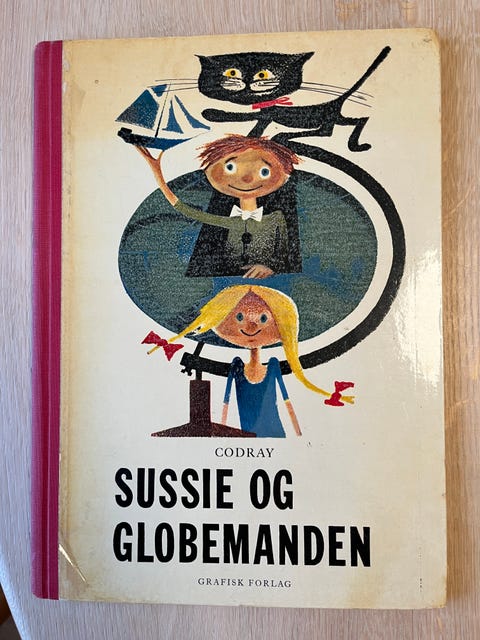 CODRAY
SUSSIE OG
GLOBEMANDEN
GRAFISK FORLAG